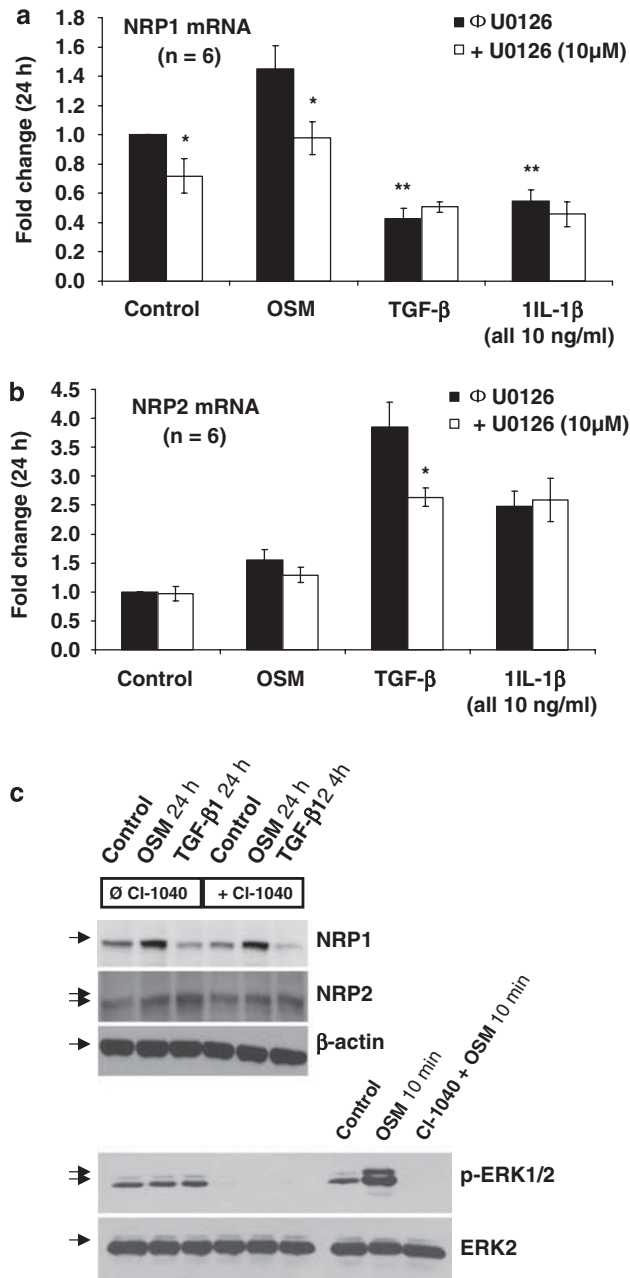 a
NRP1 mRNA
(n = 6)
Φ U0126
+ U0126 (10μM)
Fold change (24 h)
1.8
1.6
1.4
1.2
1.0
0.8
0.6
0.4
0.2
0.0
*
*
**
**
Control
OSM
TGF-β
1IL-1β
(all 10 ng/ml)
b
NRP2 mRNA
(n = 6)
Φ U0126
+ U0126 (10μM)
Fold change (24 h)
4.5
4.0
3.5
3.0
2.5
2.0
1.5
1.0
0.5
0.0
*
Control
OSM
TGF-β
1IL-1β
(all 10 ng/ml)
c
Control
OSM 24 h
TGF-β1 24 h
Control
OSM 24 h
TGF-β12 4h
Ø CI-1040
+ CI-1040
NRP1
NRP2
β-actin
Control
OSM 10 min
CI-1040 + OSM 10 min
p-ERK1/2
ERK2